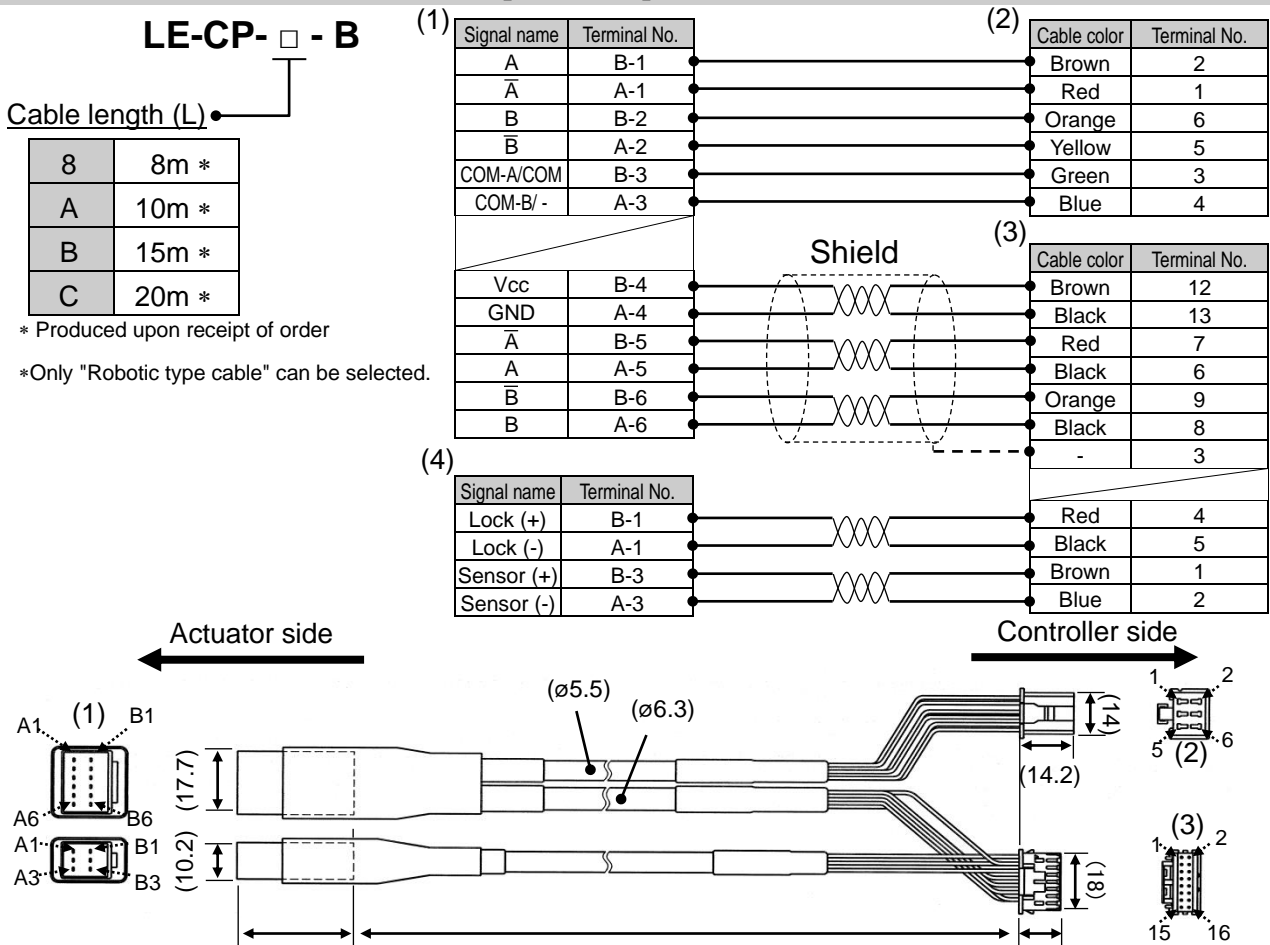 LE-CP- □ - B
Cable length (L)
8 8m *
A 10m *
B 15m *
C 20m *
* Produced upon receipt of order
*Only "Robotic type cable" can be selected.
(1)
Signal name Terminal No.
A B-1
A̅ A-1
B B-2
B̅ A-2
COM-A/COM B-3
COM-B/ - A-3
Vcc B-4
GND A-4
A̅ B-5
A A-5
B̅ B-6
B A-6
Shield
(2)
Cable color Terminal No.
Brown 2
Red 1
Orange 6
Yellow 5
Green 3
Blue 4
(3)
Cable color Terminal No.
Brown 12
Black 13
Red 7
Black 6
Orange 9
Black 8
- 3
Red 4
Black 5
Brown 1
Blue 2
(4)
Signal name Terminal No.
Lock (+) B-1
Lock (-) A-1
Sensor (+) B-3
Sensor (-) A-3
Actuator side
Controller side
A1 (1) B1
A6 B6
A1 B1
A3 B3
(17.7)
(10.2)
(ø5.5)
(ø6.3)
(14)
(14.2)
(18)
1 2
5 (2) 6
(3)
1 2
15 16